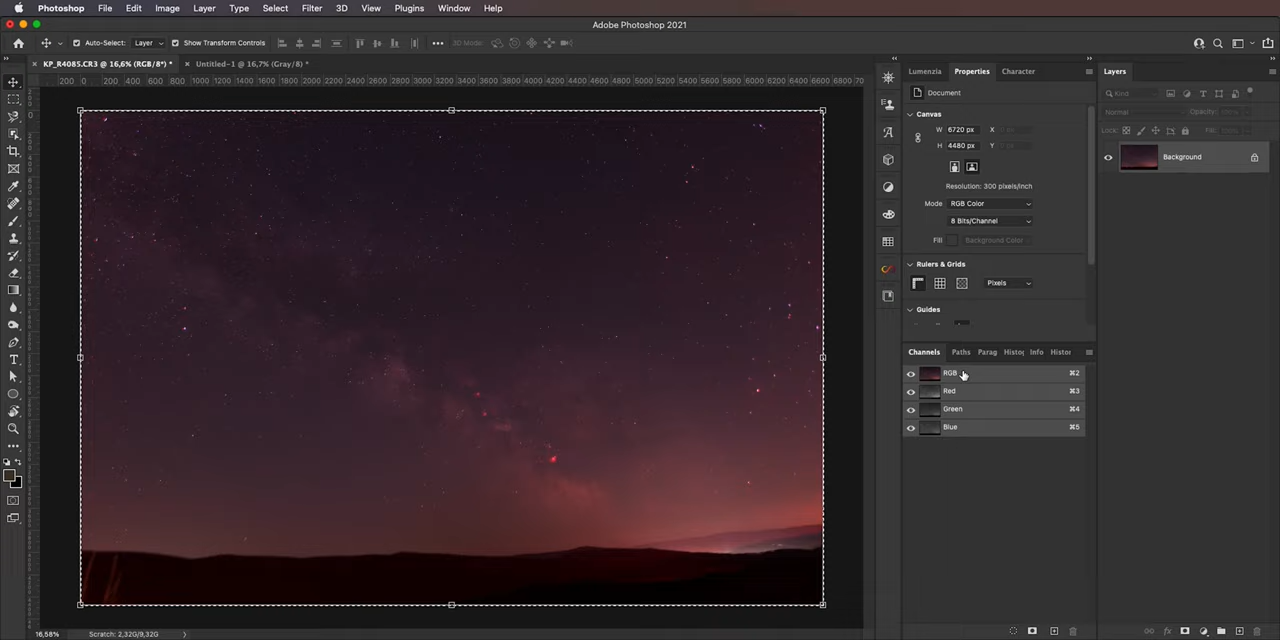 Photoshop File Edit Image Layer Type Select Filter 3D View Plugins Window Help
Adobe Photoshop 2021
Auto-Select: Layer Show Transform Controls 3D Mode:
KP_R408S.CR3 @ 16,6% (RGB/8*) * Untitled-1 @ 16,7% (Gray/8) *
200 0 200 400 600 800 1000 1200 1400 1600 1800 2000 2200 2400 2600 2800 3000 3200 3400 3600 3800 4000 4200 4400 4600 4800 5000 5200 5400 5600 5800 6000 6200 6400 6600 6800 70
Lumenzia Properties Character
Document
Canvas
W 6720 px X
H 4480 px Y
Resolution: 300 pixels/inch
Mode RGB Color
8 Bits/Channel
Fill Background Color
Rulers & Grids
Pixels
Guides
Channels Paths Parag Histog Info Histor
RGB ⌘2
Red ⌘3
Green ⌘4
Blue ⌘5
Layers
Kind
Normal Opacity:
Lock: Fill:
Background
16,58% Scratch: 2,32G/9,32G